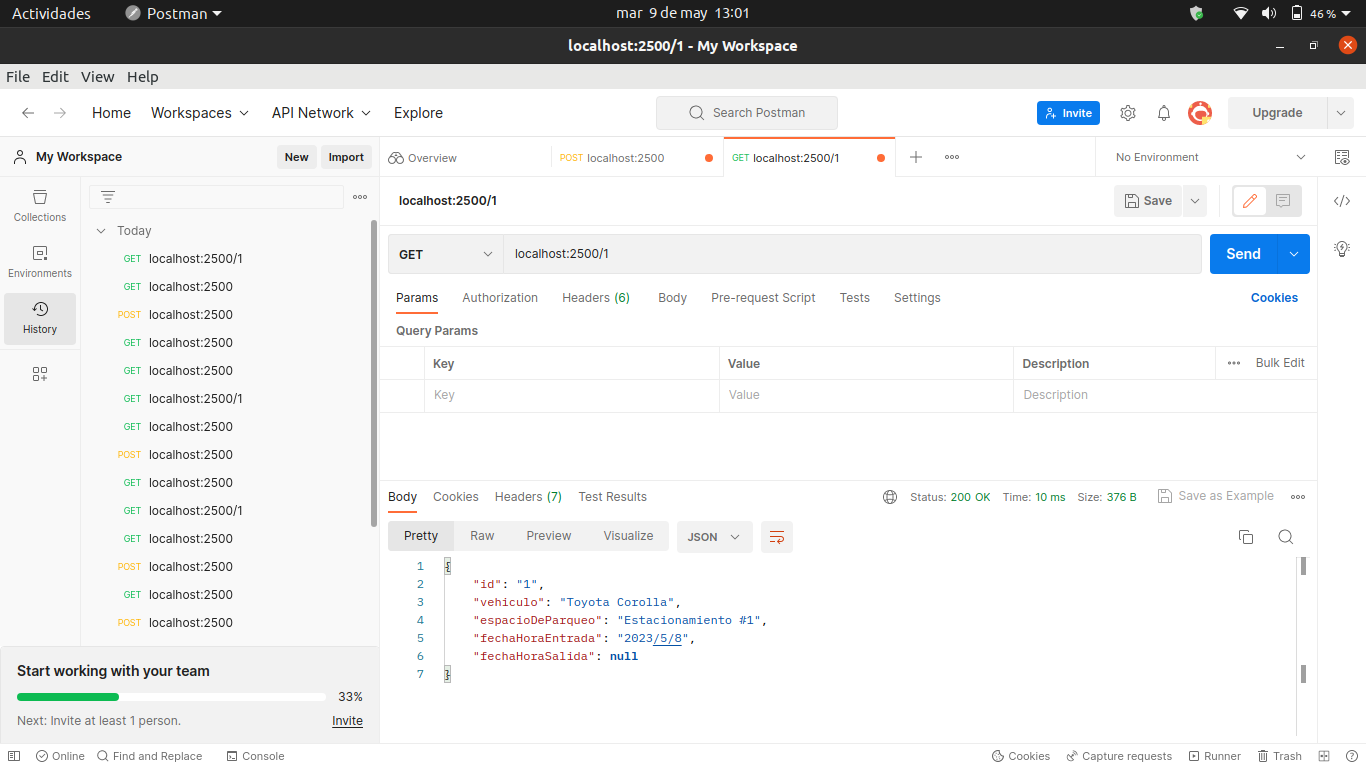 Actividades Postman mar 9 de may 13:01 46 %
localhost:2500/1 - My Workspace
File Edit View Help
Home Workspaces API Network Explore Search Postman Invite Upgrade
My Workspace New Import Overview POST localhost:2500 GET localhost:2500/1 No Environment
Collections
Environments
History
Today
GET localhost:2500/1
GET localhost:2500
POST localhost:2500
GET localhost:2500
GET localhost:2500
GET localhost:2500/1
GET localhost:2500
POST localhost:2500
GET localhost:2500
GET localhost:2500/1
GET localhost:2500
POST localhost:2500
GET localhost:2500
POST localhost:2500
Start working with your team
33%
Next: Invite at least 1 person. Invite
localhost:2500/1 Save
GET localhost:2500/1 Send
Params Authorization Headers (6) Body Pre-request Script Tests Settings Cookies
Query Params
Key Value Description Bulk Edit
Key Value Description
Body Cookies Headers (7) Test Results Status: 200 OK Time: 10 ms Size: 376 B Save as Example
Pretty Raw Preview Visualize JSON
1 {
2 "id": "1",
3 "vehiculo": "Toyota Corolla",
4 "espacioDeParqueo": "Estacionamiento #1",
5 "fechaHoraEntrada": "2023/5/8",
6 "fechaHoraSalida": null
7 }
Online Find and Replace Console Cookies Capture requests Runner Trash